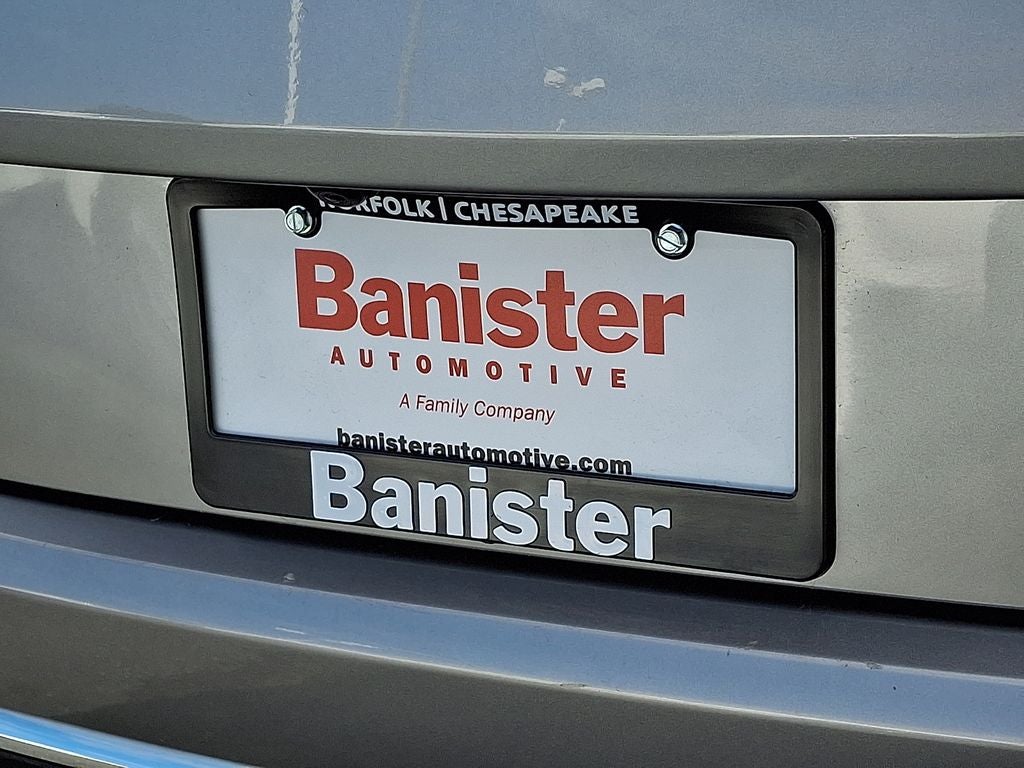 NORFOLK | CHESAPEAKE
Banister
AUTOMOTIVE
A Family Company
banisterautomotive.com
Banister